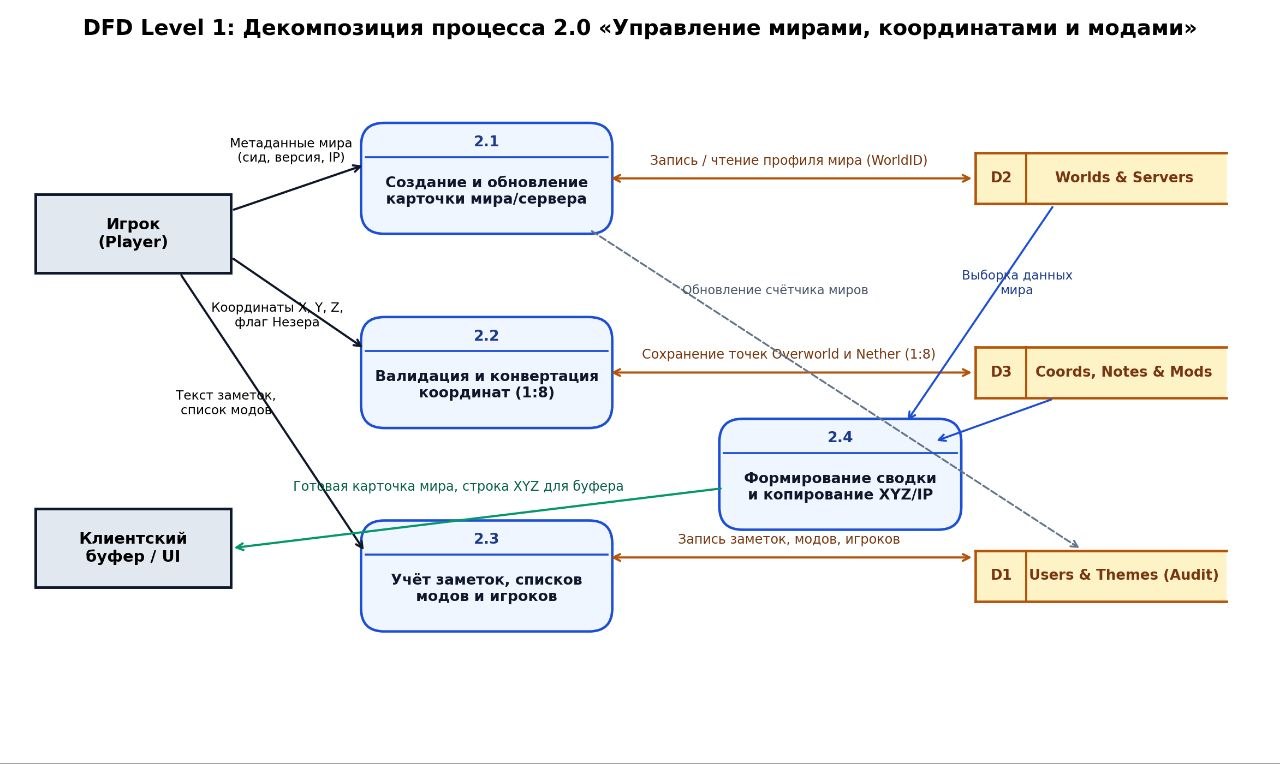 DFD Level 1: Декомпозиция процесса 2.0 «Управление мирами, координатами и модами»
Метаданные мира
(сид, версия, IP)
2.1
Создание и обновление
карточки мира/сервера
Запись / чтение профиля мира (WorldID)
D2
Worlds & Servers
Игрок
(Player)
Координаты X, Y, Z,
флаг Незера
Обновление счётчика миров
Выборка данных
мира
2.2
Валидация и конвертация
координат (1:8)
Сохранение точек Overworld и Nether (1:8)
D3
Coords, Notes & Mods
Текст заметок,
список модов
2.4
Формирование сводки
и копирование XYZ/IP
Готовая карточка мира, строка XYZ для буфера
Клиентский
буфер / UI
2.3
Учёт заметок, списков
модов и игроков
Запись заметок, модов, игроков
D1
Users & Themes (Audit)